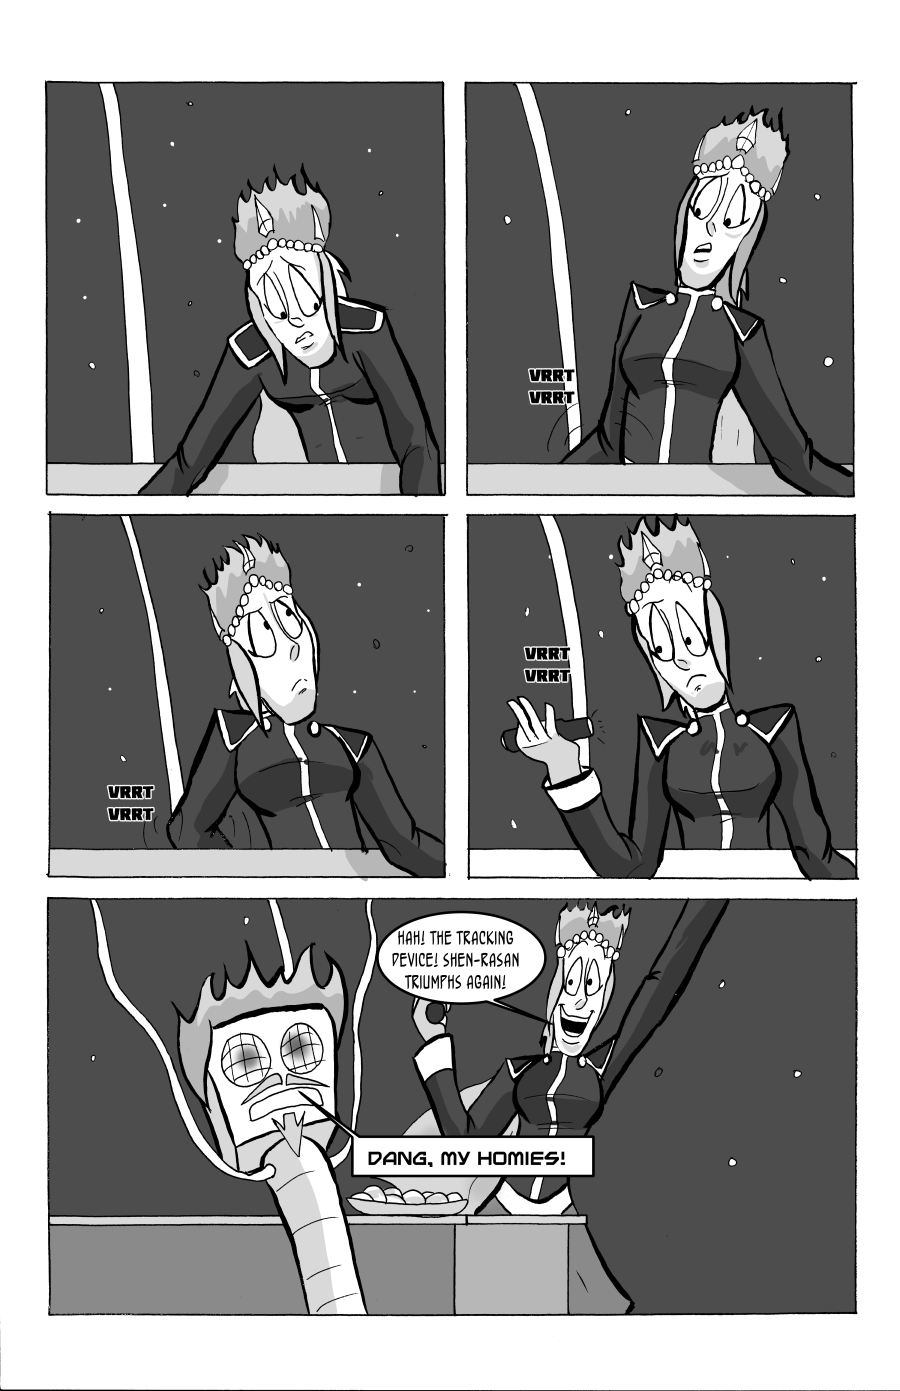 VRRT
VRRT
VRRT
VRRT
VRRT
VRRT
HAH! THE TRACKING
DEVICE! SHEN-RASAN
TRIUMPHS AGAIN!
DANG, MY HOMIES!